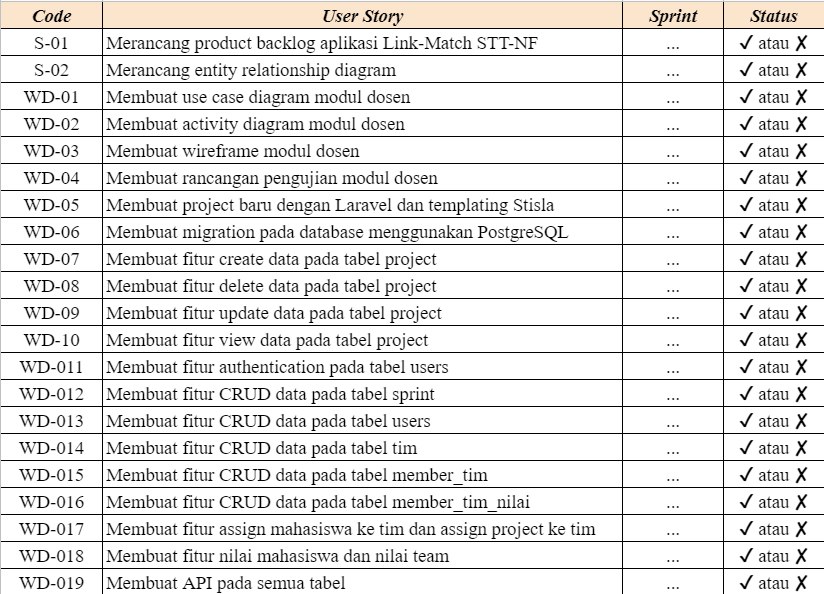 Code User Story Sprint Status
S-01 Merancang product backlog aplikasi Link-Match STT-NF ... ✓ atau ✗
S-02 Merancang entity relationship diagram ... ✓ atau ✗
WD-01 Membuat use case diagram modul dosen ... ✓ atau ✗
WD-02 Membuat activity diagram modul dosen ... ✓ atau ✗
WD-03 Membuat wireframe modul dosen ... ✓ atau ✗
WD-04 Membuat rancangan pengujian modul dosen ... ✓ atau ✗
WD-05 Membuat project baru dengan Laravel dan templating Stisla ... ✓ atau ✗
WD-06 Membuat migration pada database menggunakan PostgreSQL ... ✓ atau ✗
WD-07 Membuat fitur create data pada tabel project ... ✓ atau ✗
WD-08 Membuat fitur delete data pada tabel project ... ✓ atau ✗
WD-09 Membuat fitur update data pada tabel project ... ✓ atau ✗
WD-10 Membuat fitur view data pada tabel project ... ✓ atau ✗
WD-011 Membuat fitur authentication pada tabel users ... ✓ atau ✗
WD-012 Membuat fitur CRUD data pada tabel sprint ... ✓ atau ✗
WD-013 Membuat fitur CRUD data pada tabel users ... ✓ atau ✗
WD-014 Membuat fitur CRUD data pada tabel tim ... ✓ atau ✗
WD-015 Membuat fitur CRUD data pada tabel member_tim ... ✓ atau ✗
WD-016 Membuat fitur CRUD data pada tabel member_tim_nilai ... ✓ atau ✗
WD-017 Membuat fitur assign mahasiswa ke tim dan assign project ke tim ... ✓ atau ✗
WD-018 Membuat fitur nilai mahasiswa dan nilai team ... ✓ atau ✗
WD-019 Membuat API pada semua tabel ... ✓ atau ✗